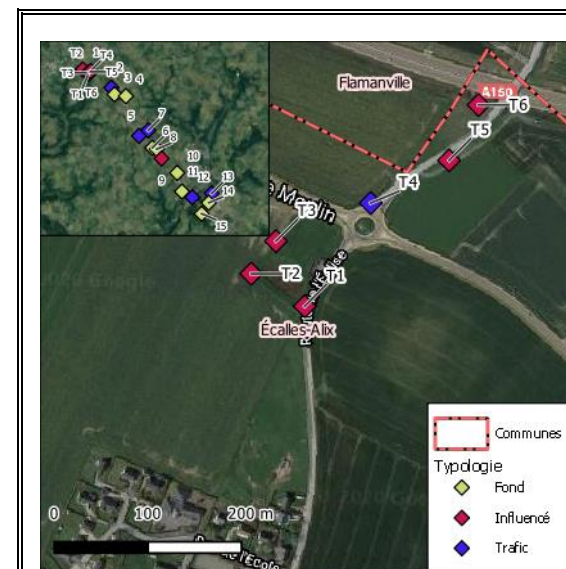 T2
1
T4
T3
T5
2
T1
T6
3
4
5
7
6
8
9
10
11
12
13
14
15
Flamanville
A150
T6
T5
T4
T3
T2
T1
Écalles-Alix
Communes
Typologie
Fond
Influencé
Trafic
0 100 200 m